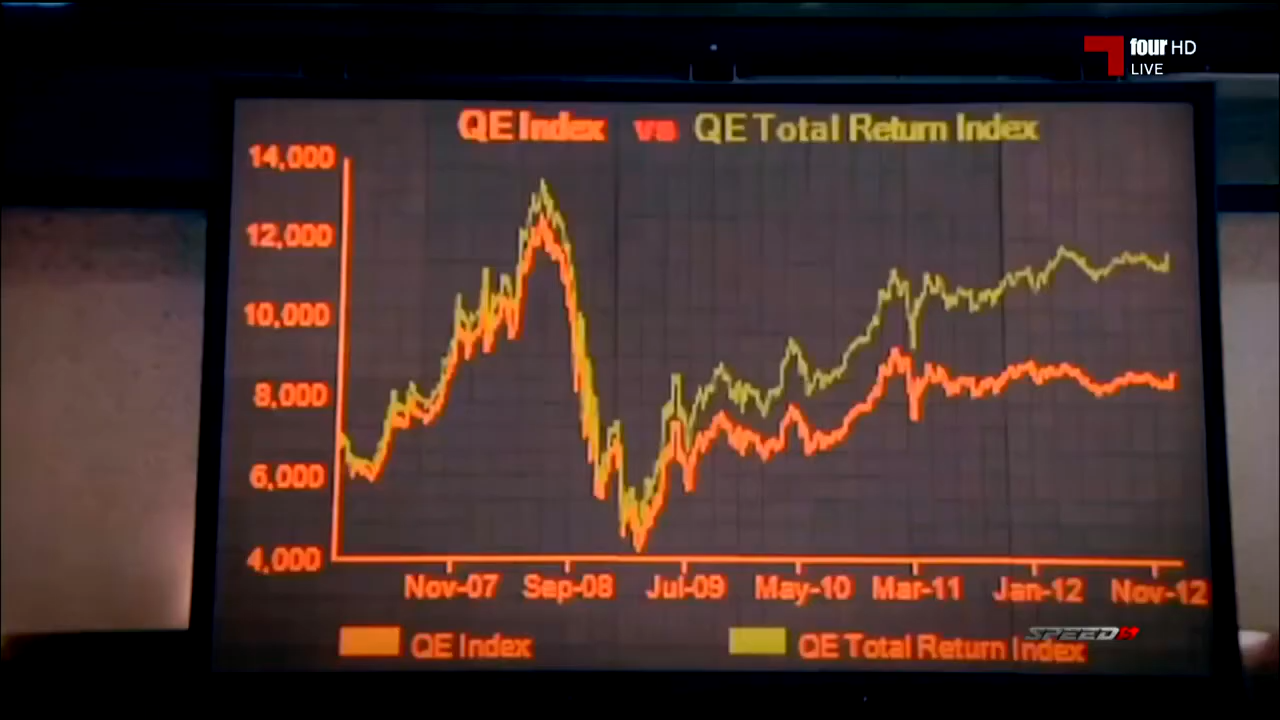 four HD
LIVE
QE Index vs QE Total Return Index
14,000
12,000
10,000
8,000
6,000
4,000
Nov-07 Sep-08 Jul-09 May-10 Mar-11 Jan-12 Nov-12
SPEED
QE Index QE Total Return Index